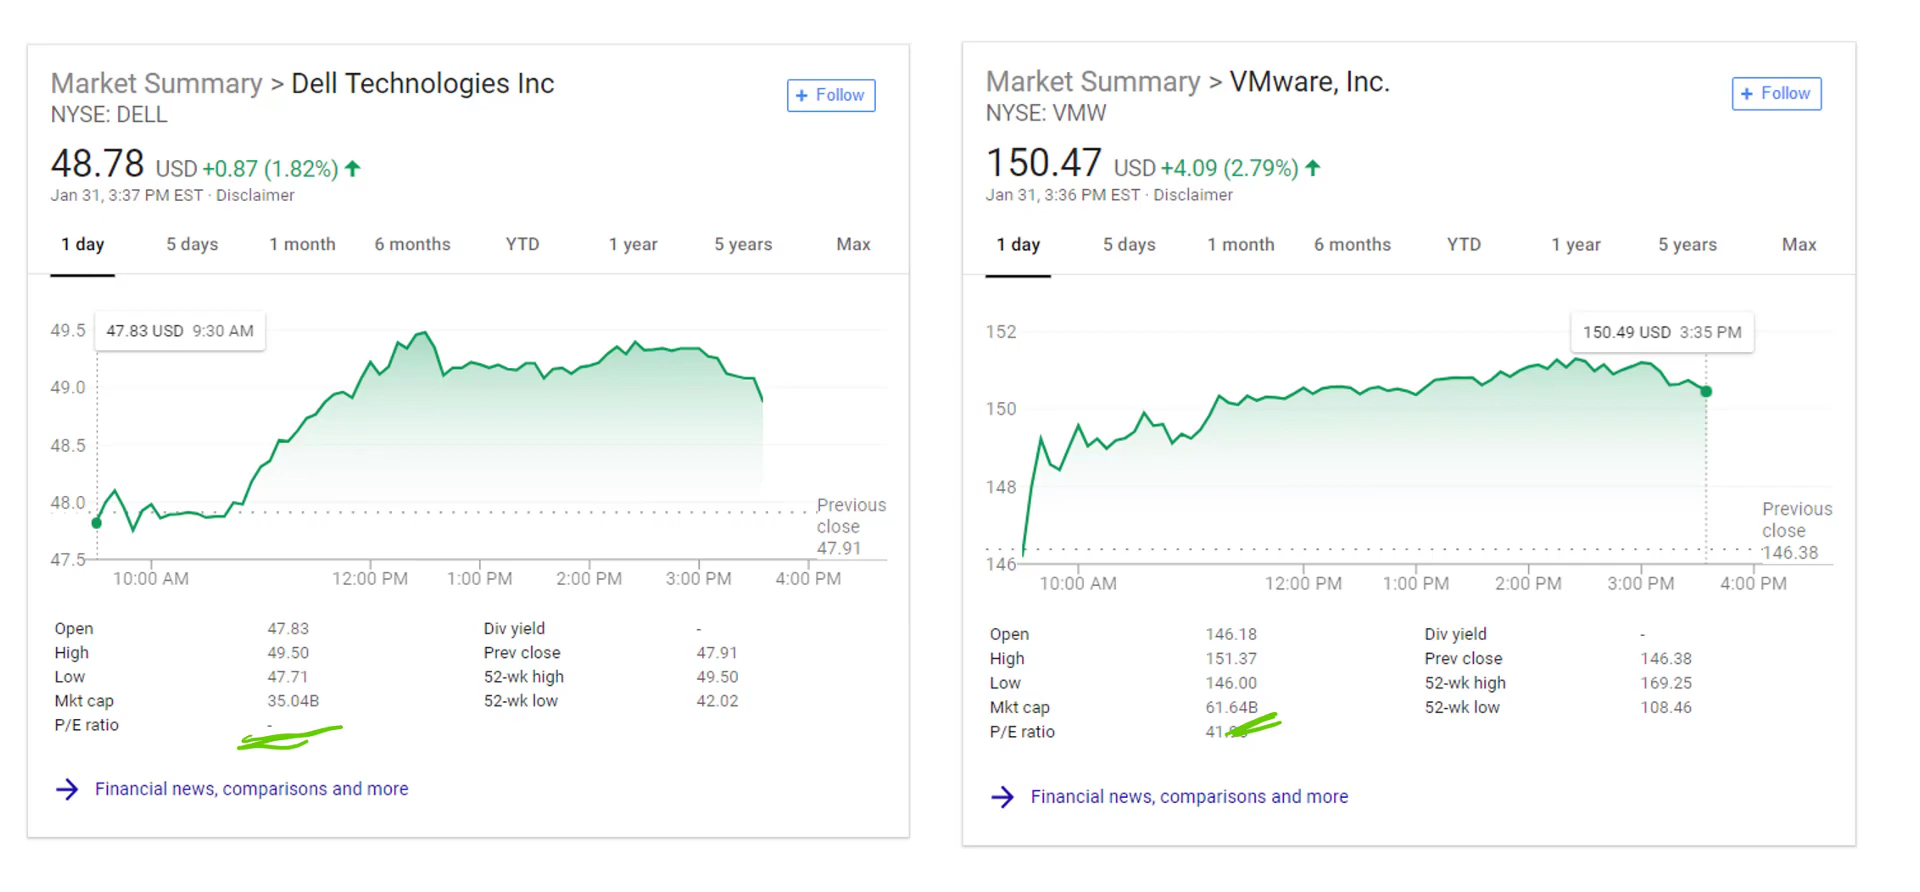 Market Summary > Dell Technologies Inc
NYSE: DELL
+ Follow
48.78 USD +0.87 (1.82%)
Jan 31, 3:37 PM EST · Disclaimer
1 day 5 days 1 month 6 months YTD 1 year 5 years Max
47.83 USD 9:30 AM
49.5
49.0
48.5
48.0
47.5
Previous
close
47.91
10:00 AM 12:00 PM 1:00 PM 2:00 PM 3:00 PM 4:00 PM
Open 47.83 Div yield -
High 49.50 Prev close 47.91
Low 47.71 52-wk high 49.50
Mkt cap 35.04B 52-wk low 42.02
P/E ratio -
Financial news, comparisons and more
Market Summary > VMware, Inc.
NYSE: VMW
+ Follow
150.47 USD +4.09 (2.79%)
Jan 31, 3:36 PM EST · Disclaimer
1 day 5 days 1 month 6 months YTD 1 year 5 years Max
150.49 USD 3:35 PM
152
150
148
146
Previous
close
146.38
10:00 AM 12:00 PM 1:00 PM 2:00 PM 3:00 PM 4:00 PM
Open 146.18 Div yield -
High 151.37 Prev close 146.38
Low 146.00 52-wk high 169.25
Mkt cap 61.64B 52-wk low 108.46
P/E ratio
Financial news, comparisons and more